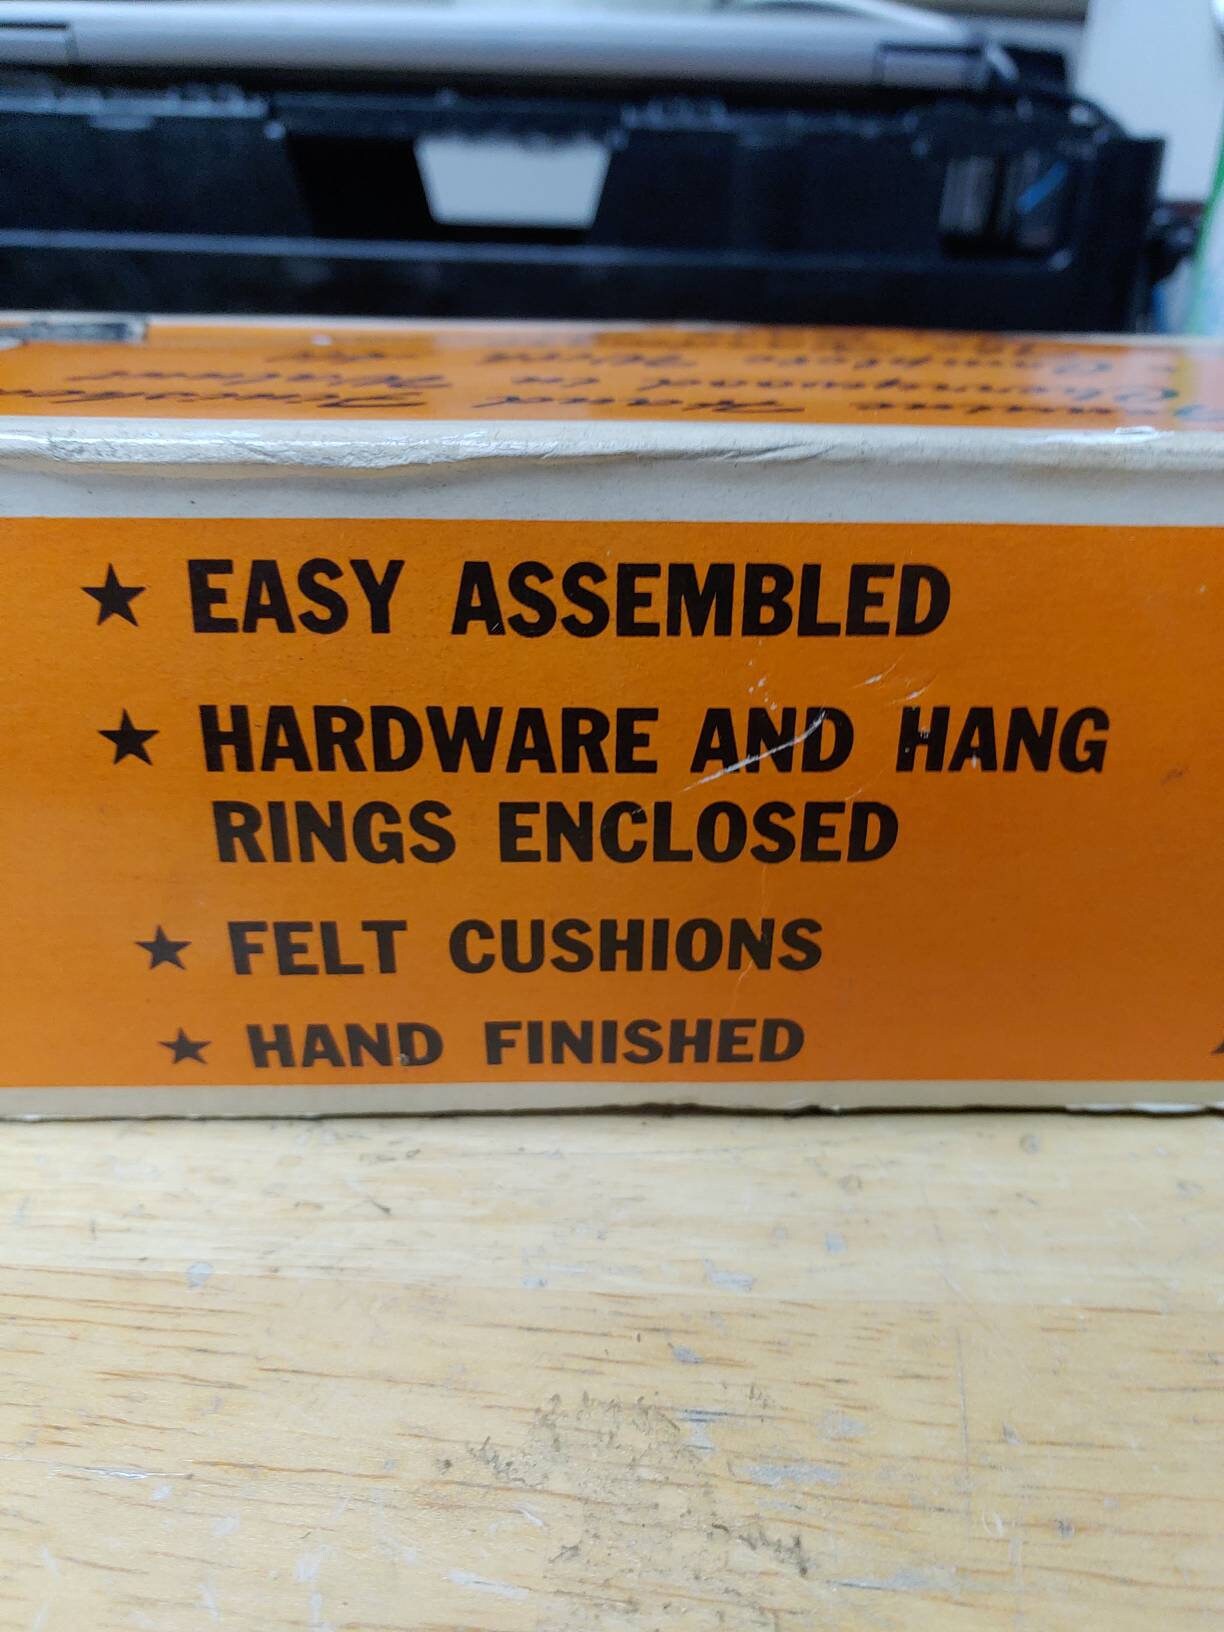 ★ EASY ASSEMBLED
★ HARDWARE AND HANG
RINGS ENCLOSED
★ FELT CUSHIONS
★ HAND FINISHED